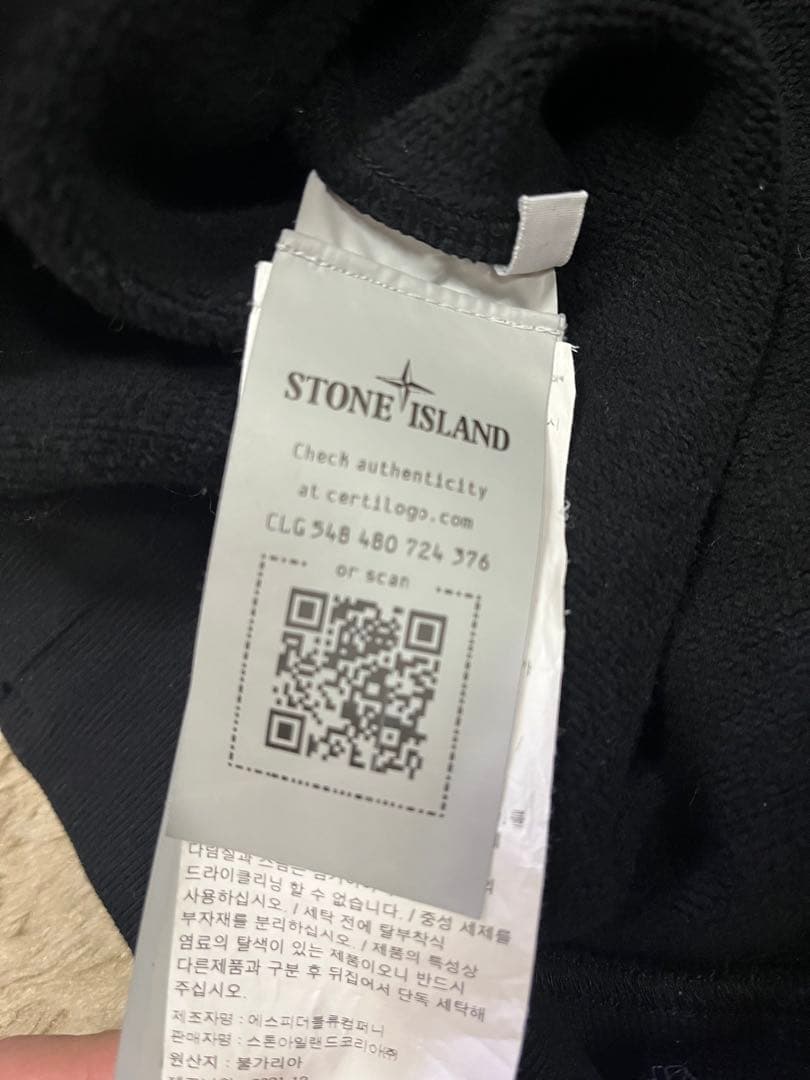 STONE ISLAND
Check authenticity
at certilogo.com
CLG 548 480 724 376
or scan
드라이클리닝 할 수 없습니다. / 중성 세제를
사용하십시오. / 세탁 전에 탈부착식
부자재를 분리하십시오. / 제품의 특성상
염료의 탈색이 있는 제품이오니 반드시
다른제품과 구분 후 뒤집어서 단독 세탁해
주십시오.
제조자명 : 에스피더블류컴퍼니
판매자명 : 스톤아일랜드코리아㈜
원산지 : 불가리아